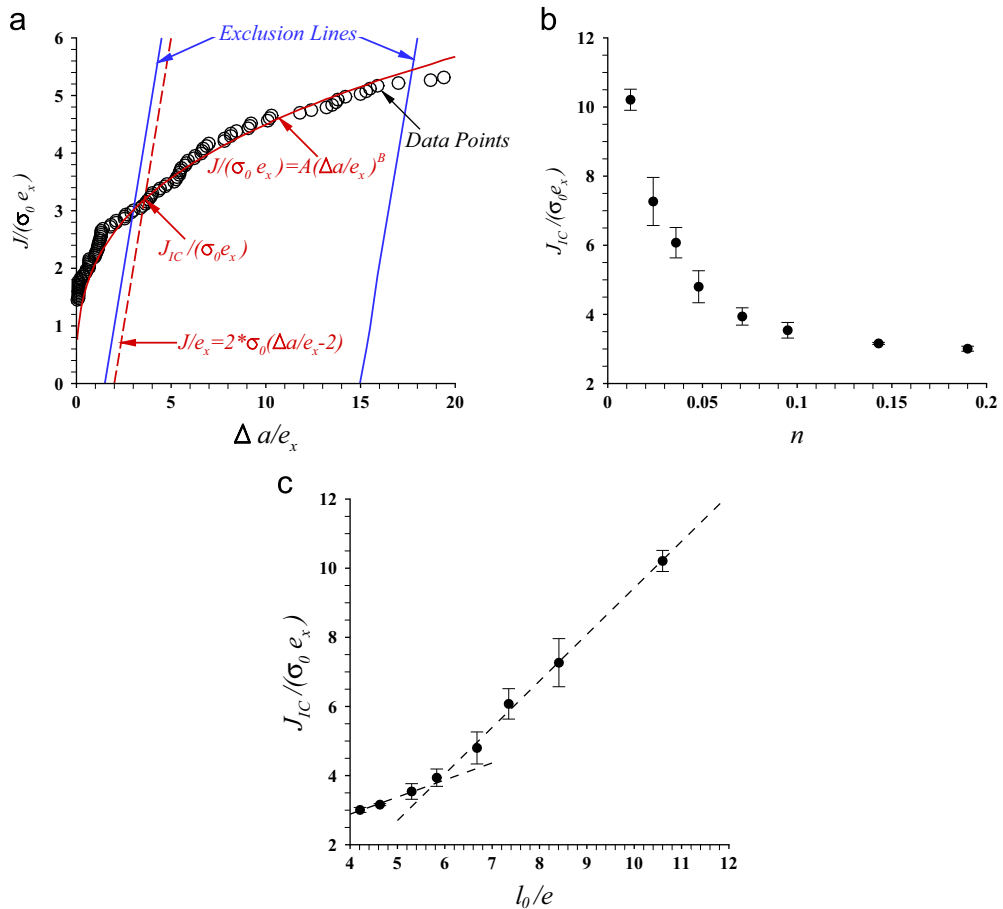 a
6
5
4
3
2
1
0
0
5
10
15
20
J/(σ₀ eₓ)
Δ a/eₓ
Exclusion Lines
Data Points
J/(σ₀ eₓ)=A(Δa/eₓ)ᴮ
J_IC/(σ₀eₓ)
J/eₓ=2*σ₀(Δa/eₓ-2)
b
12
10
8
6
4
2
0
0.05
0.1
0.15
0.2
J_IC/(σ₀eₓ)
n
c
12
10
8
6
4
2
4
5
6
7
8
9
10
11
12
J_IC/(σ₀ eₓ)
l₀/e